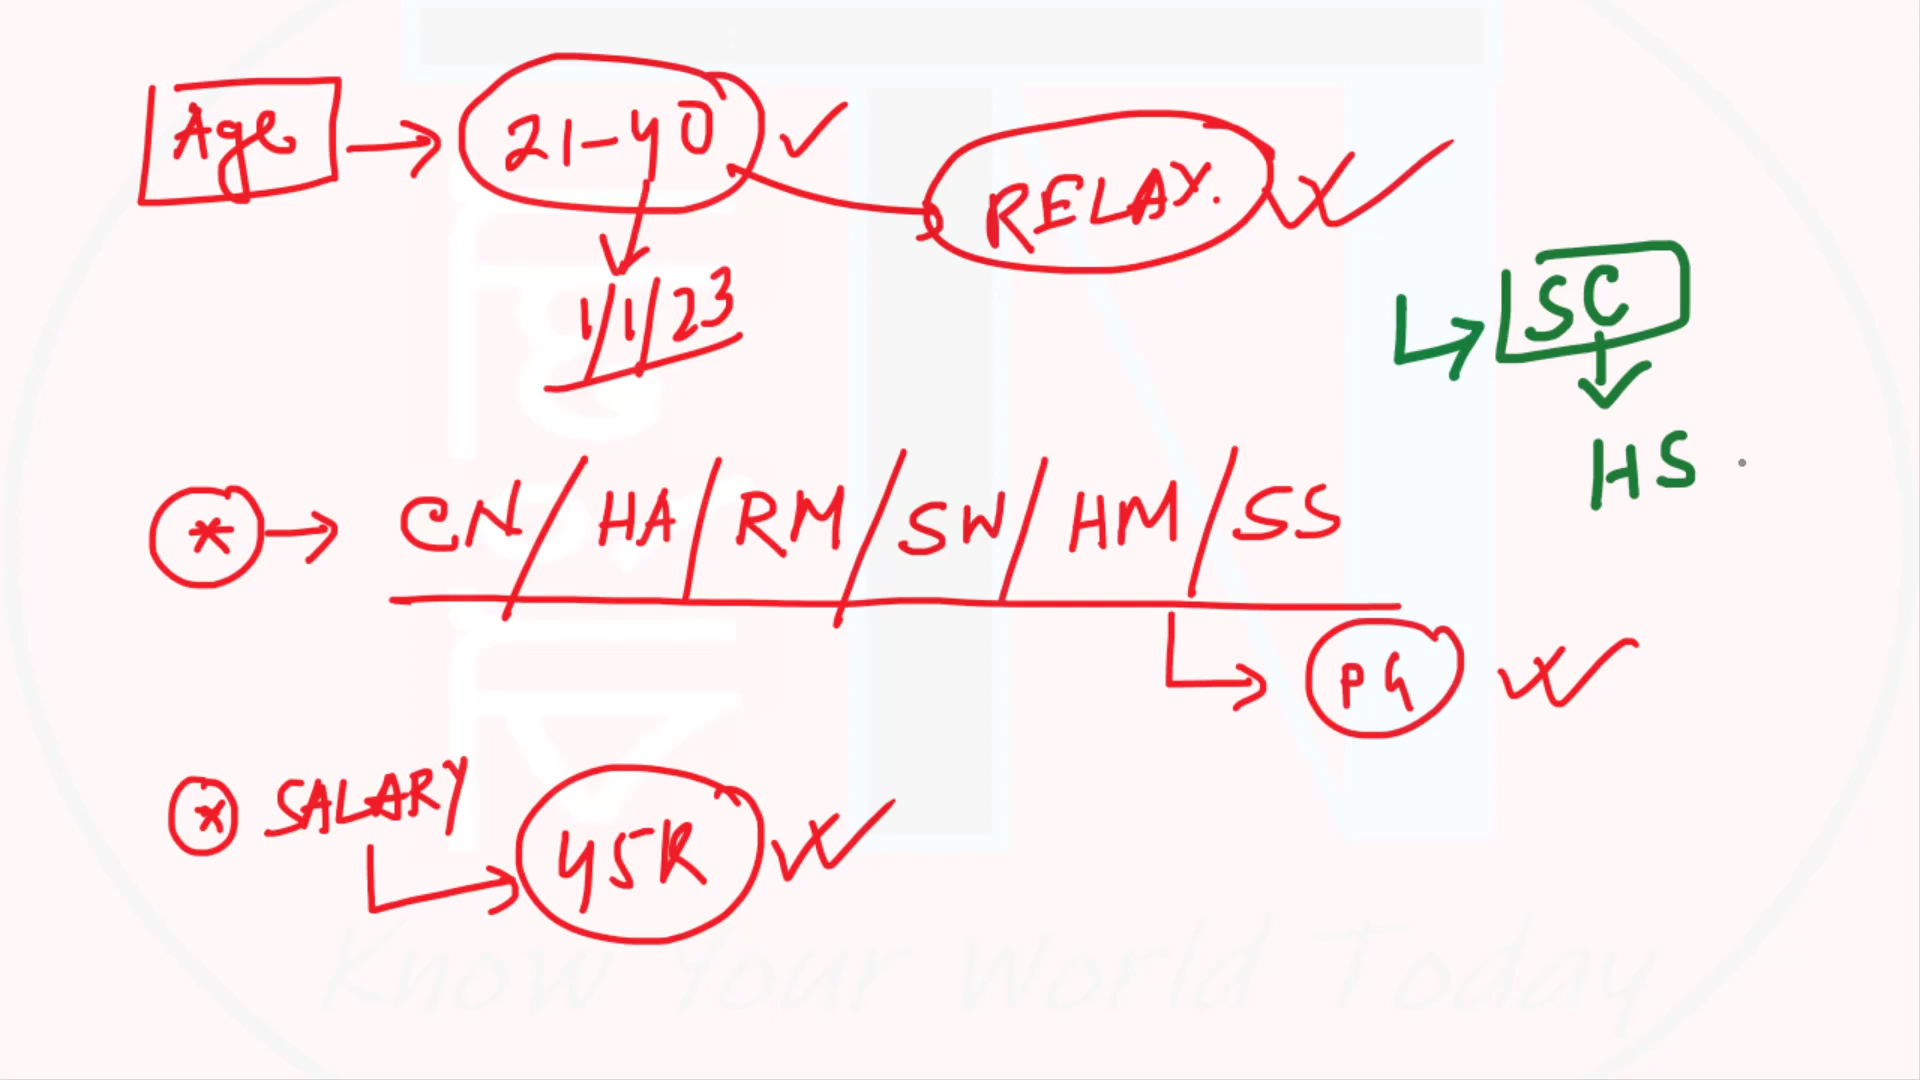 Age → 21-40
RELAX.
1/1/23
SC
HS
* → CN/HA/RM/SW/HM/SS
PG
* SALARY
45K
Know Your World Today